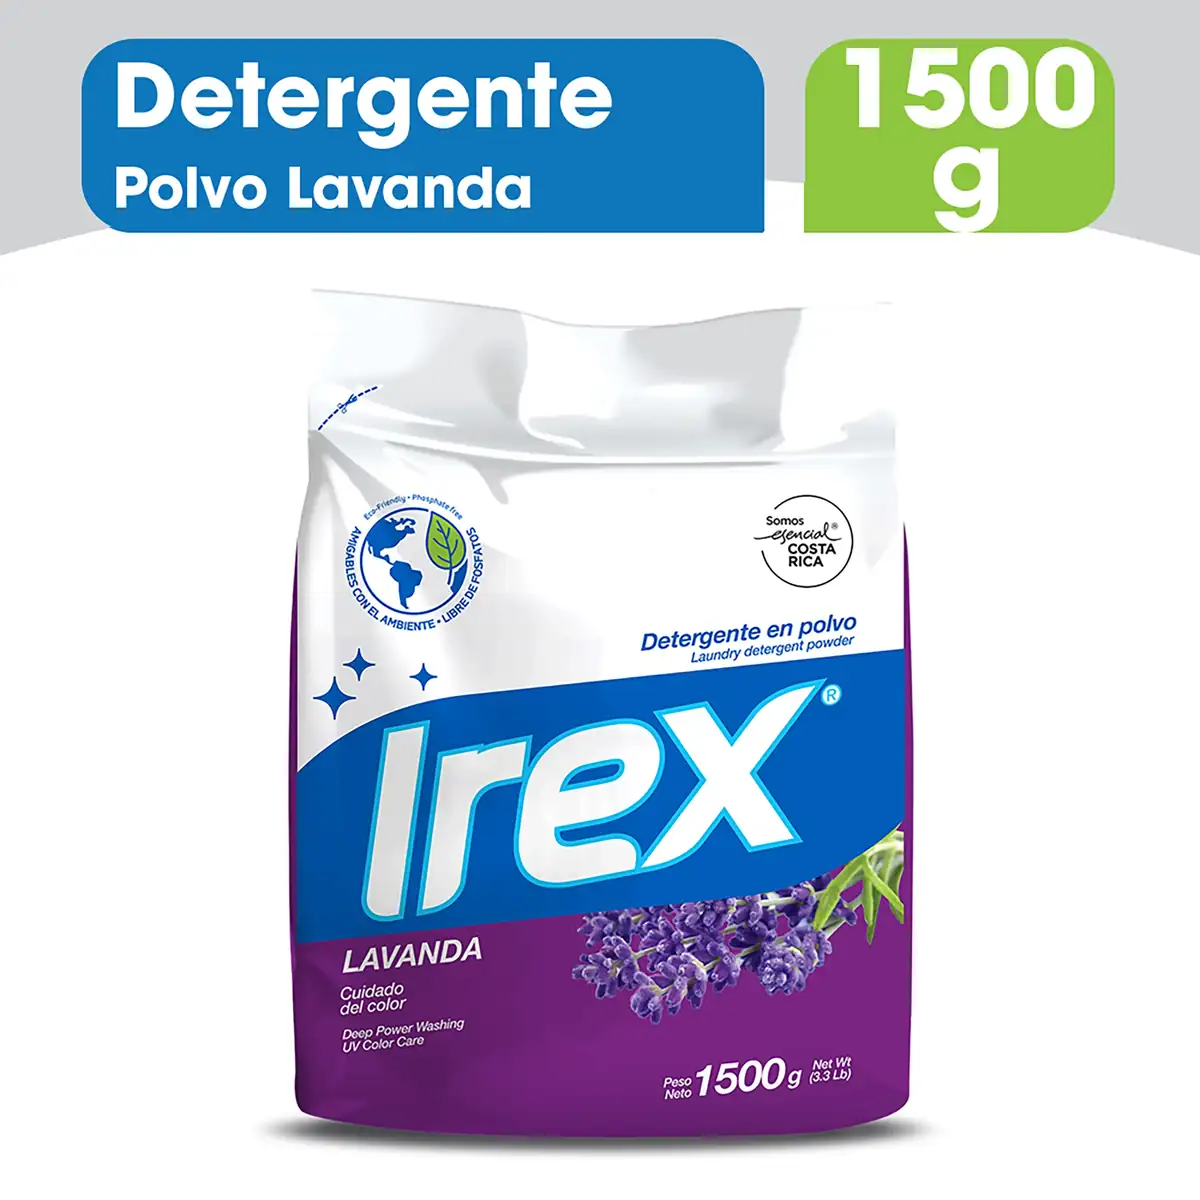 Detergente
Polvo Lavanda
1500
g
Eco-Friendly • Phosphate free
AMIGABLES CON EL AMBIENTE • LIBRE DE FOSFATOS
Somos
esencial®
COSTA
RICA
Detergente en polvo
Laundry detergent powder
Irex®
LAVANDA
Cuidado
del color
Deep Power Washing
UV Color Care
Peso Neto 1500 g Net Wt (3.3 Lb)